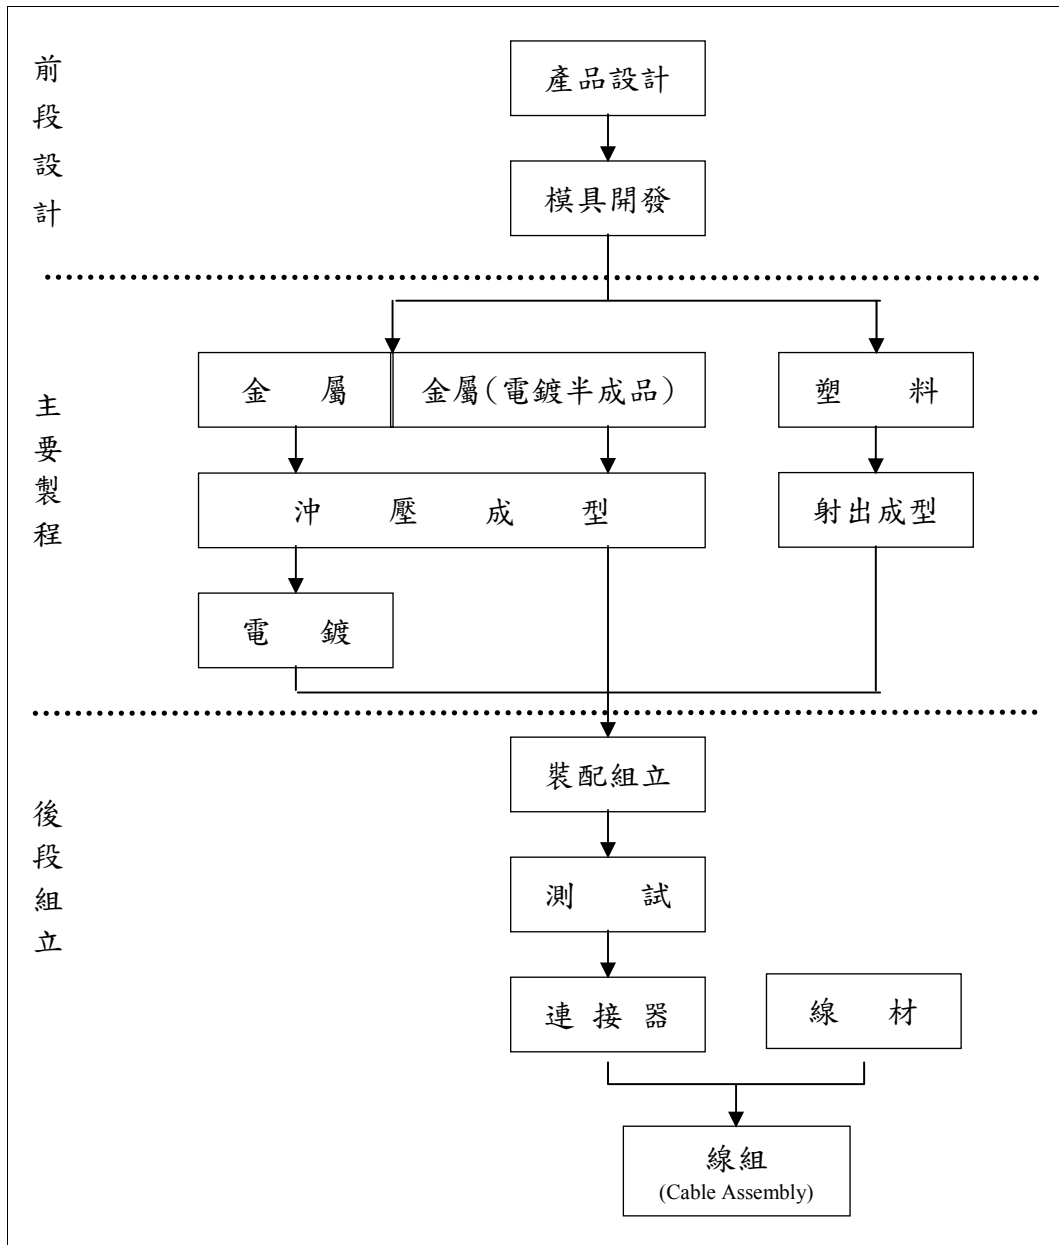 前段設計
產品設計
模具開發
主要製程
金屬
金屬(電鍍半成品)
塑料
沖壓成型
射出成型
電鍍
後段組立
裝配組立
測試
連接器
線材
線組
(Cable Assembly)